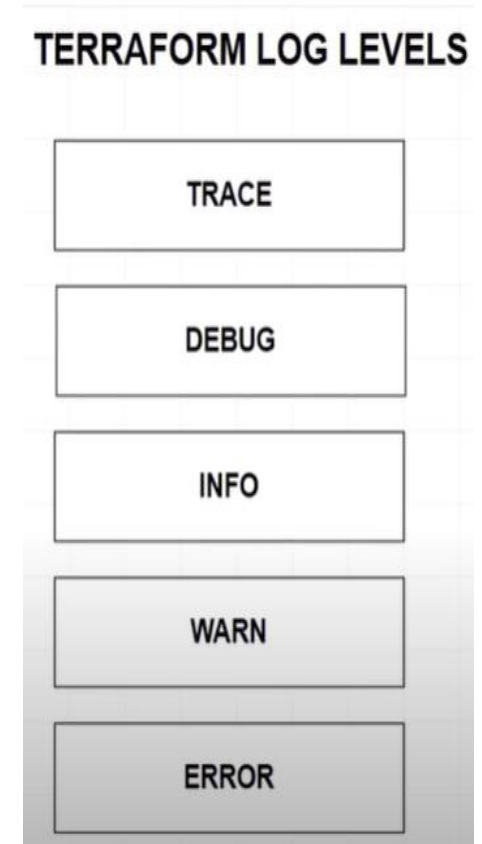 TERRAFORM LOG LEVELS
TRACE
DEBUG
INFO
WARN
ERROR